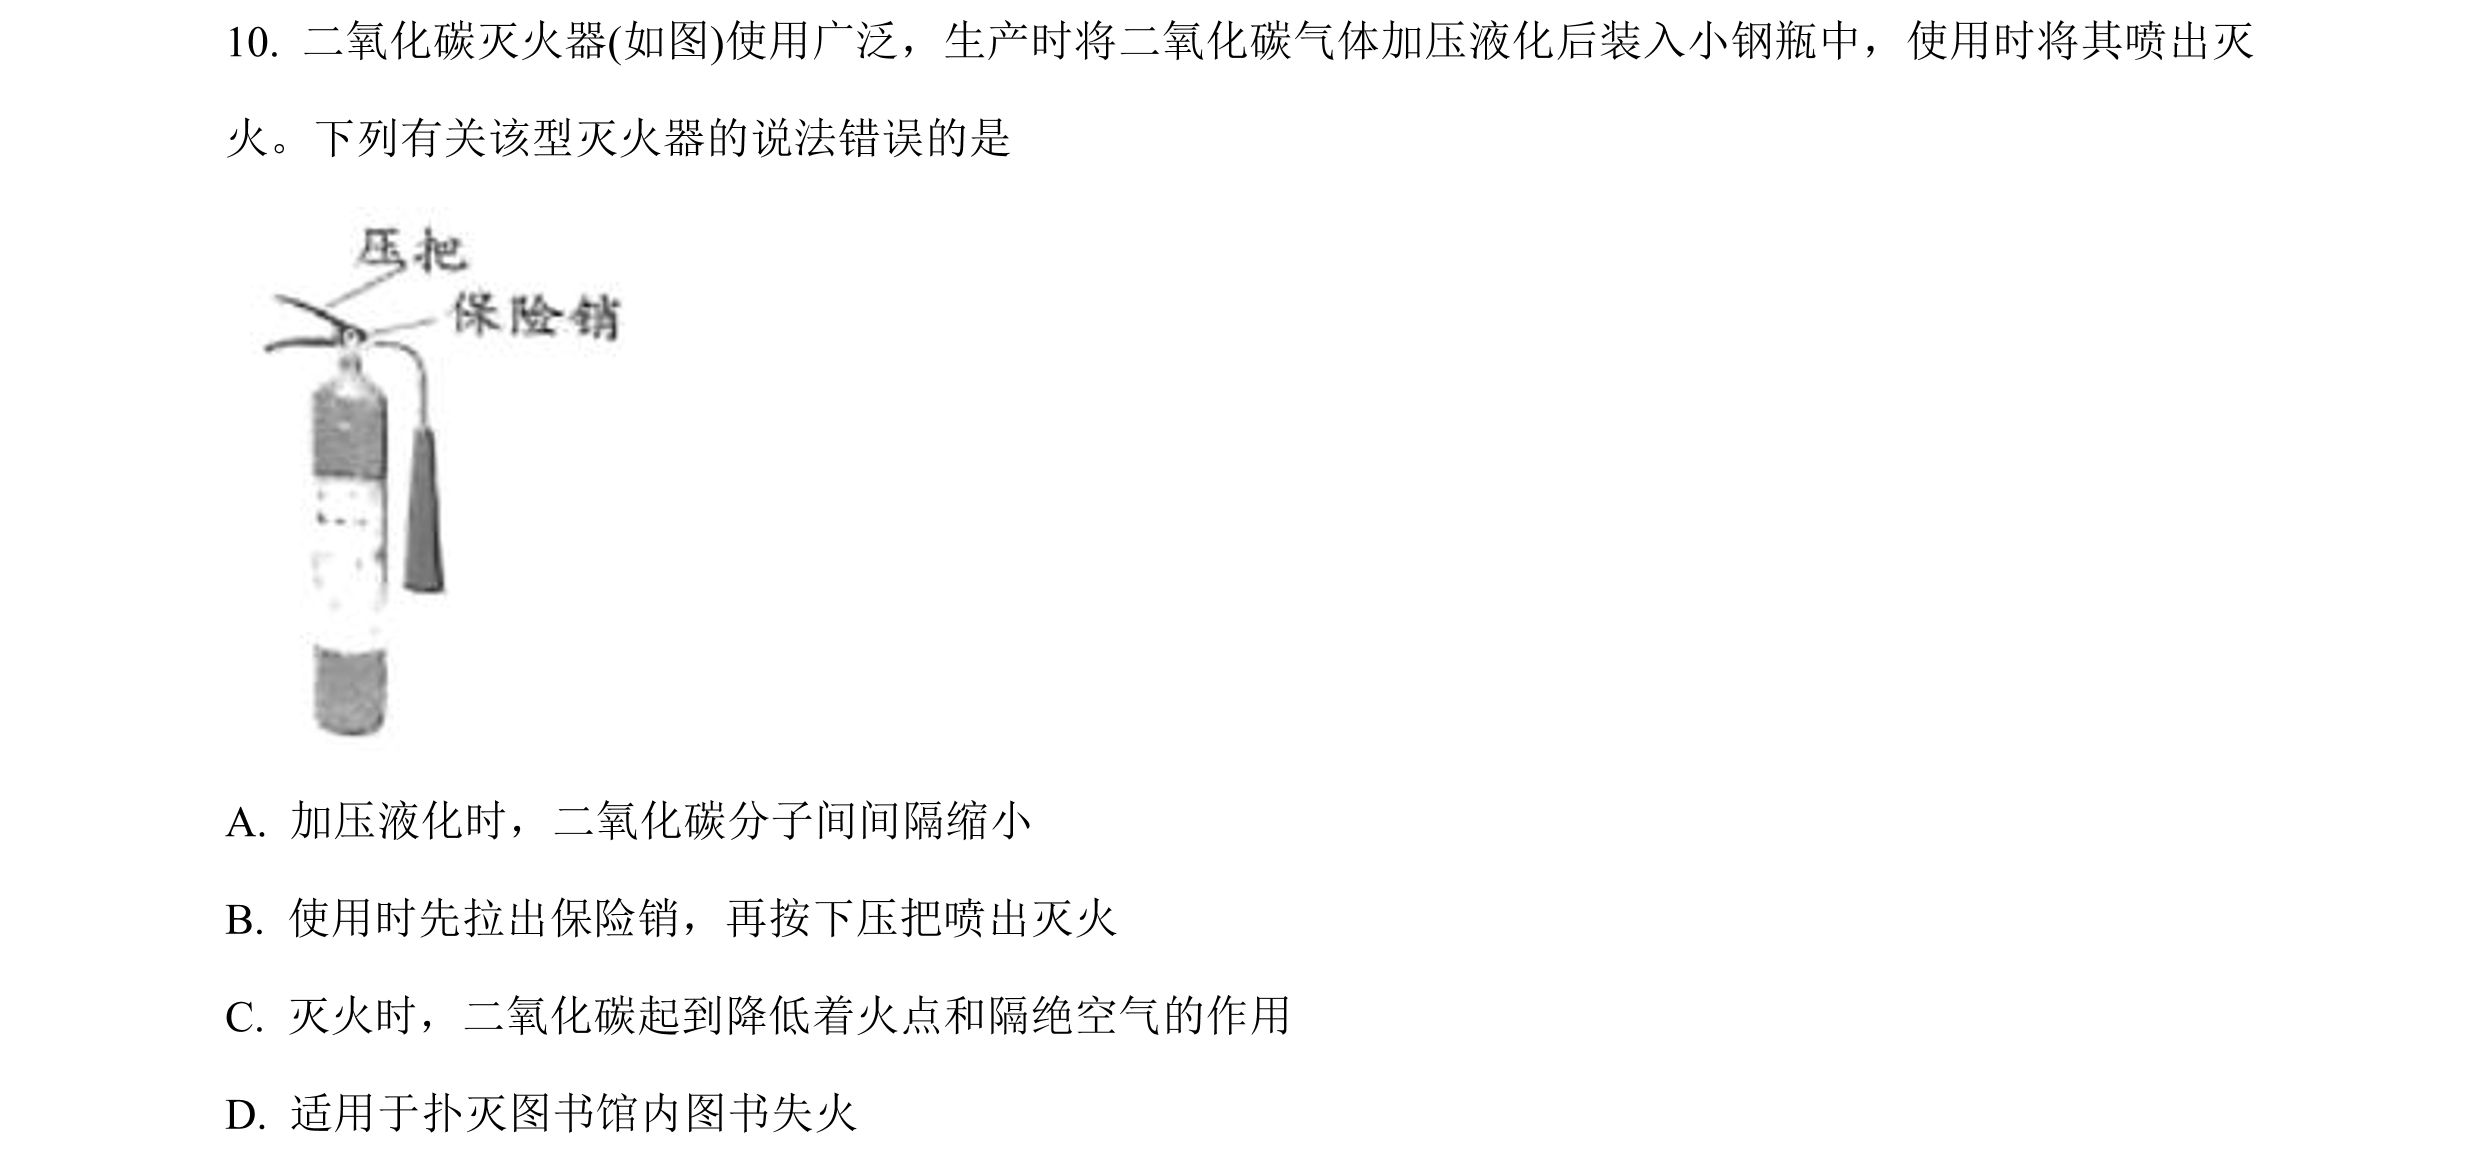 10. 二氧化碳灭火器(如图)使用广泛，生产时将二氧化碳气体加压液化后装入小钢瓶中，使用时将其喷出灭
火。下列有关该型灭火器的说法错误的是
压把
保险销
A. 加压液化时，二氧化碳分子间间隔缩小
B. 使用时先拉出保险销，再按下压把喷出灭火
C. 灭火时，二氧化碳起到降低着火点和隔绝空气的作用
D. 适用于扑灭图书馆内图书失火